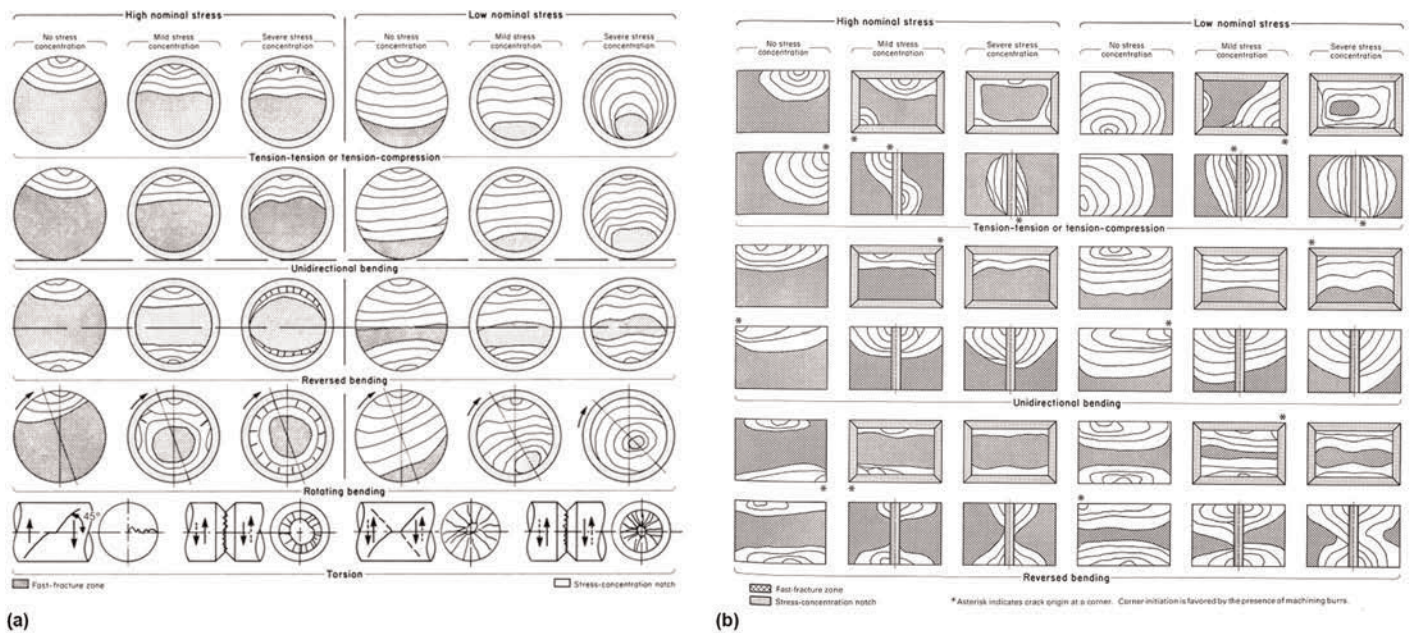 High nominal stress
Low nominal stress
No stress
concentration
Mild stress
concentration
Severe stress
concentration
No stress
concentration
Mild stress
concentration
Severe stress
concentration
Tension-tension or tension-compression
Unidirectional bending
Reversed bending
Rotating bending
45°
Torsion
Fast-fracture zone
Stress-concentration notch
(a)
High nominal stress
Low nominal stress
No stress
concentration
Mild stress
concentration
Severe stress
concentration
No stress
concentration
Mild stress
concentration
Severe stress
concentration
*
*
*
*
*
*
Tension-tension or tension-compression
*
*
*
*
Unidirectional bending
*
*
*
*
Reversed bending
Fast-fracture zone
Stress-concentration notch
*Asterisk indicates crack origin at a corner. Corner initiation is favored by the presence of machining burrs.
(b)